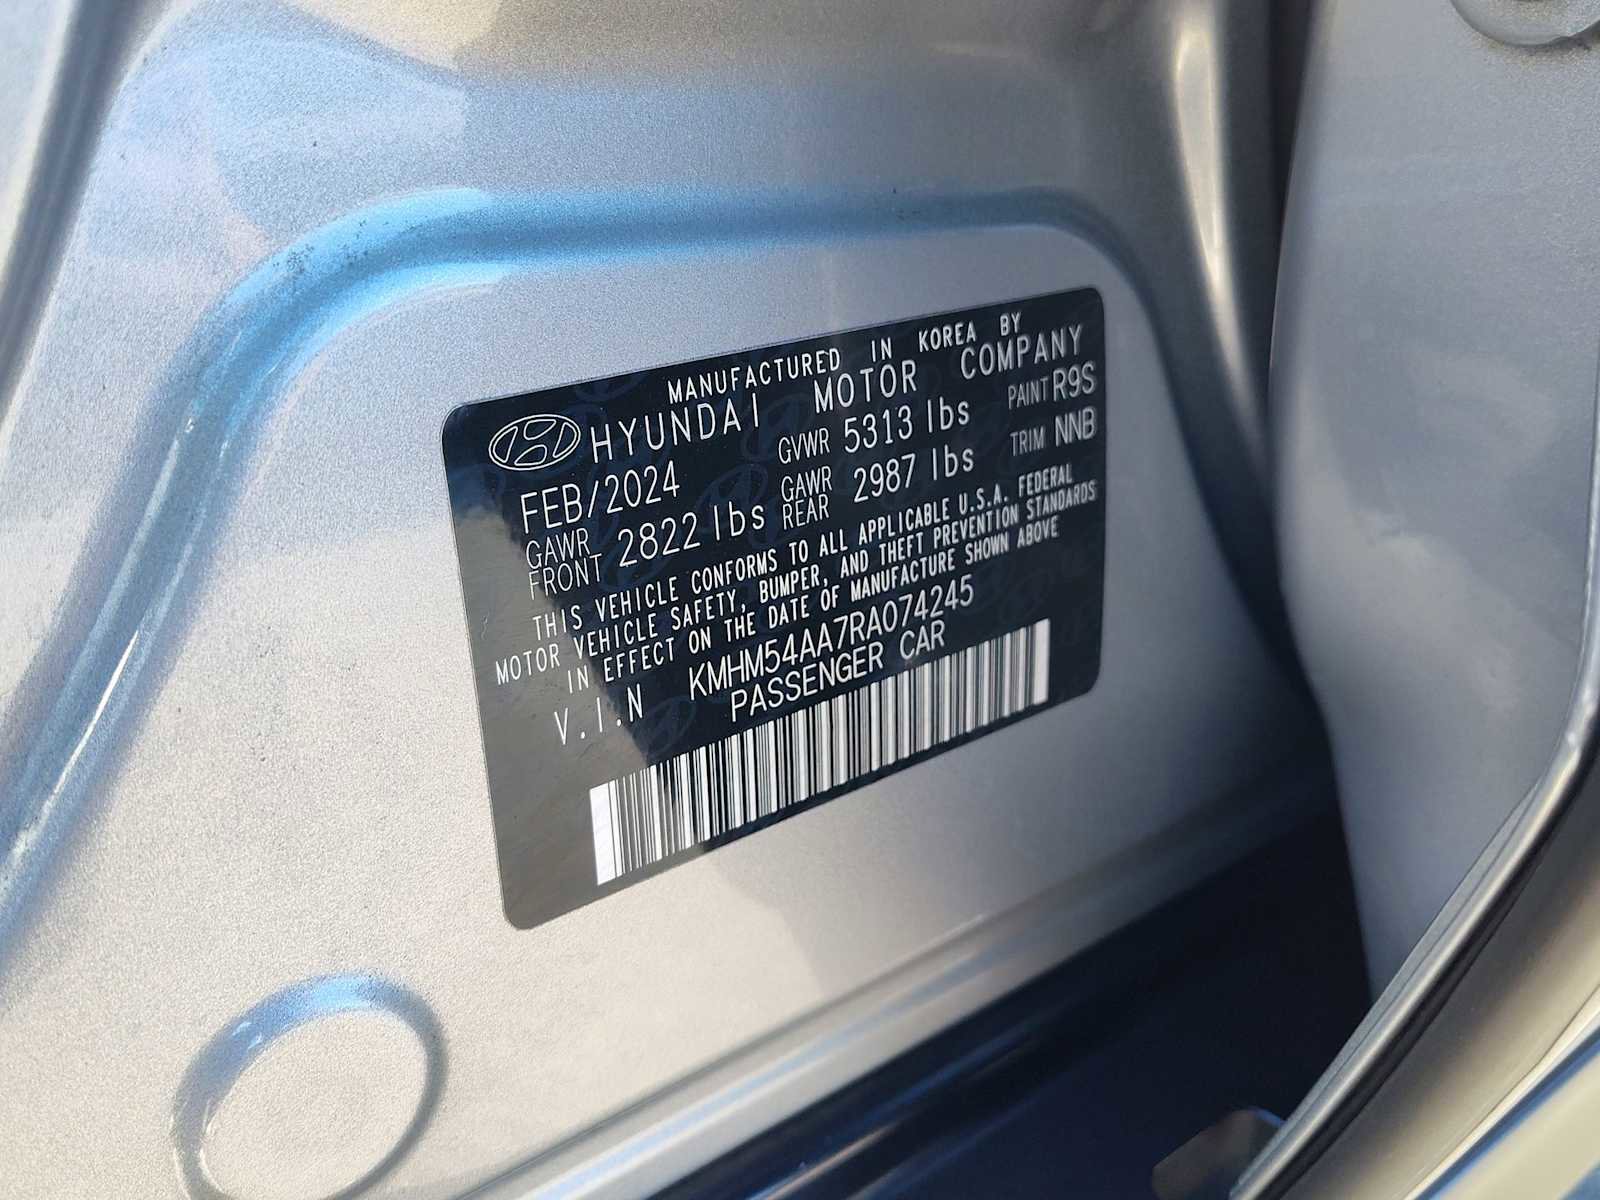 MANUFACTURED IN KOREA BY
HYUNDAI MOTOR COMPANY
FEB/2024 GVWR 5313 lbs PAINT R9S
GAWR FRONT 2822 lbs GAWR REAR 2987 lbs TRIM NNB
THIS VEHICLE CONFORMS TO ALL APPLICABLE U.S.A. FEDERAL
MOTOR VEHICLE SAFETY, BUMPER, AND THEFT PREVENTION STANDARDS
IN EFFECT ON THE DATE OF MANUFACTURE SHOWN ABOVE
V.I.N KMHM54AA7RA074245
PASSENGER CAR